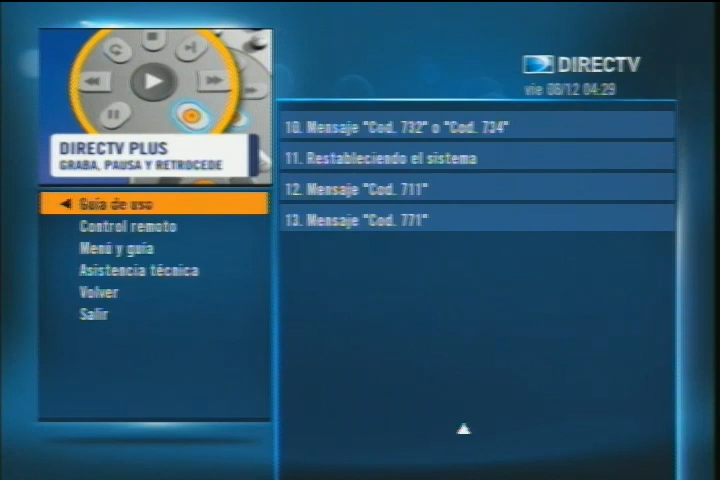 DIRECTV
vie 08/12 04:29
DIRECTV PLUS
GRABA, PAUSA Y RETROCEDE
Guía de uso
Control remoto
Menú y guía
Asistencia técnica
Volver
Salir
10. Mensaje "Cod. 732" o "Cod. 734"
11. Restableciendo el sistema
12. Mensaje "Cod. 711"
13. Mensaje "Cod. 771"